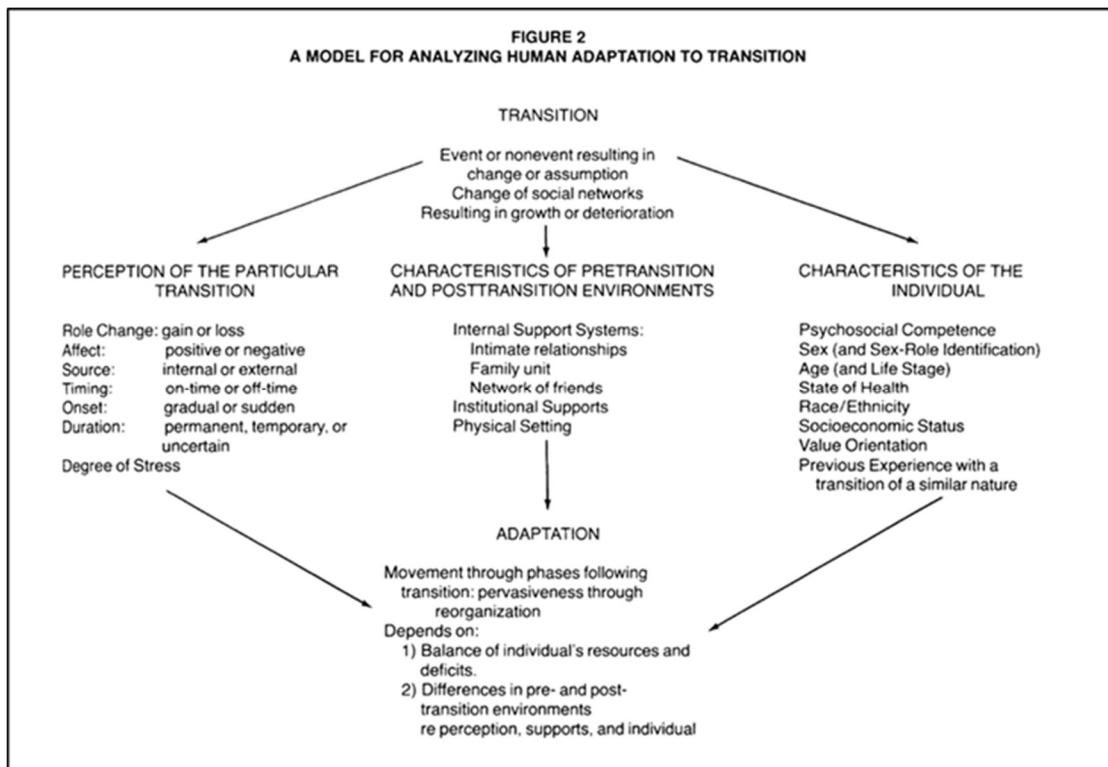 FIGURE 2
A MODEL FOR ANALYZING HUMAN ADAPTATION TO TRANSITION
TRANSITION
Event or nonevent resulting in
change or assumption
Change of social networks
Resulting in growth or deterioration
PERCEPTION OF THE PARTICULAR
TRANSITION
Role Change: gain or loss
Affect: positive or negative
Source: internal or external
Timing: on-time or off-time
Onset: gradual or sudden
Duration: permanent, temporary, or
uncertain
Degree of Stress
CHARACTERISTICS OF PRETRANSITION
AND POSTTRANSITION ENVIRONMENTS
Internal Support Systems:
Intimate relationships
Family unit
Network of friends
Institutional Supports
Physical Setting
CHARACTERISTICS OF THE
INDIVIDUAL
Psychosocial Competence
Sex (and Sex-Role Identification)
Age (and Life Stage)
State of Health
Race/Ethnicity
Socioeconomic Status
Value Orientation
Previous Experience with a
transition of a similar nature
ADAPTATION
Movement through phases following
transition: pervasiveness through
reorganization
Depends on:
1) Balance of individual's resources and
deficits.
2) Differences in pre- and post-
transition environments
re perception, supports, and individual